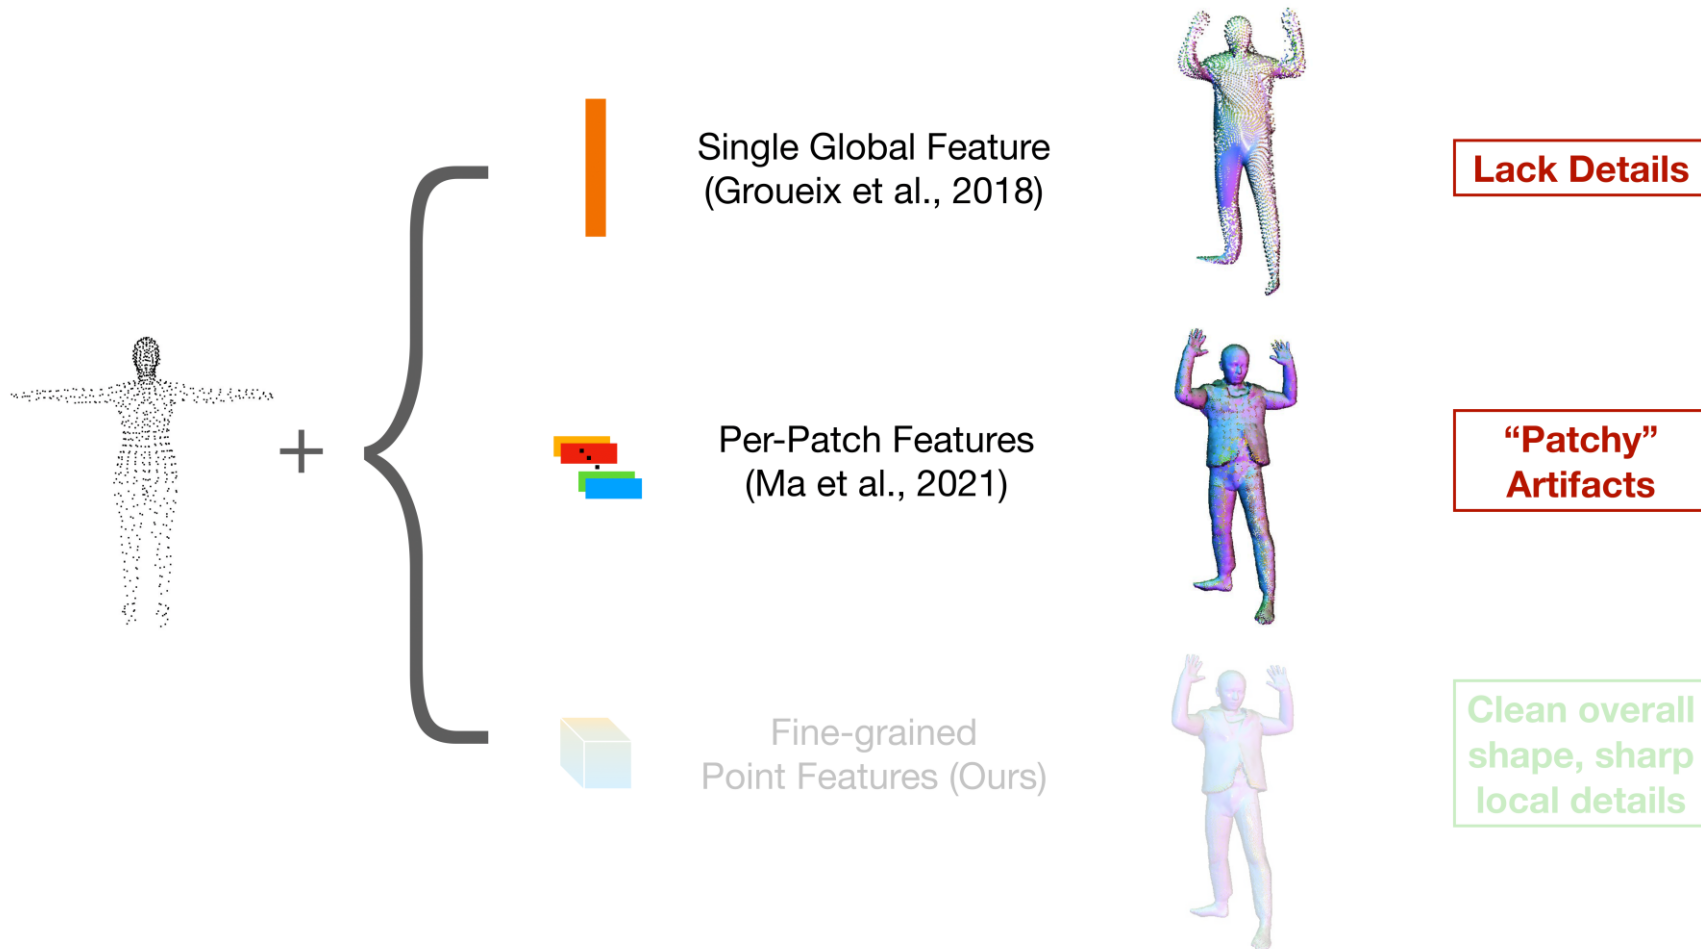 Single Global Feature
(Groueix et al., 2018)
Lack Details
+
Per-Patch Features
(Ma et al., 2021)
“Patchy”
Artifacts
Fine-grained
Point Features (Ours)
Clean overall
shape, sharp
local details